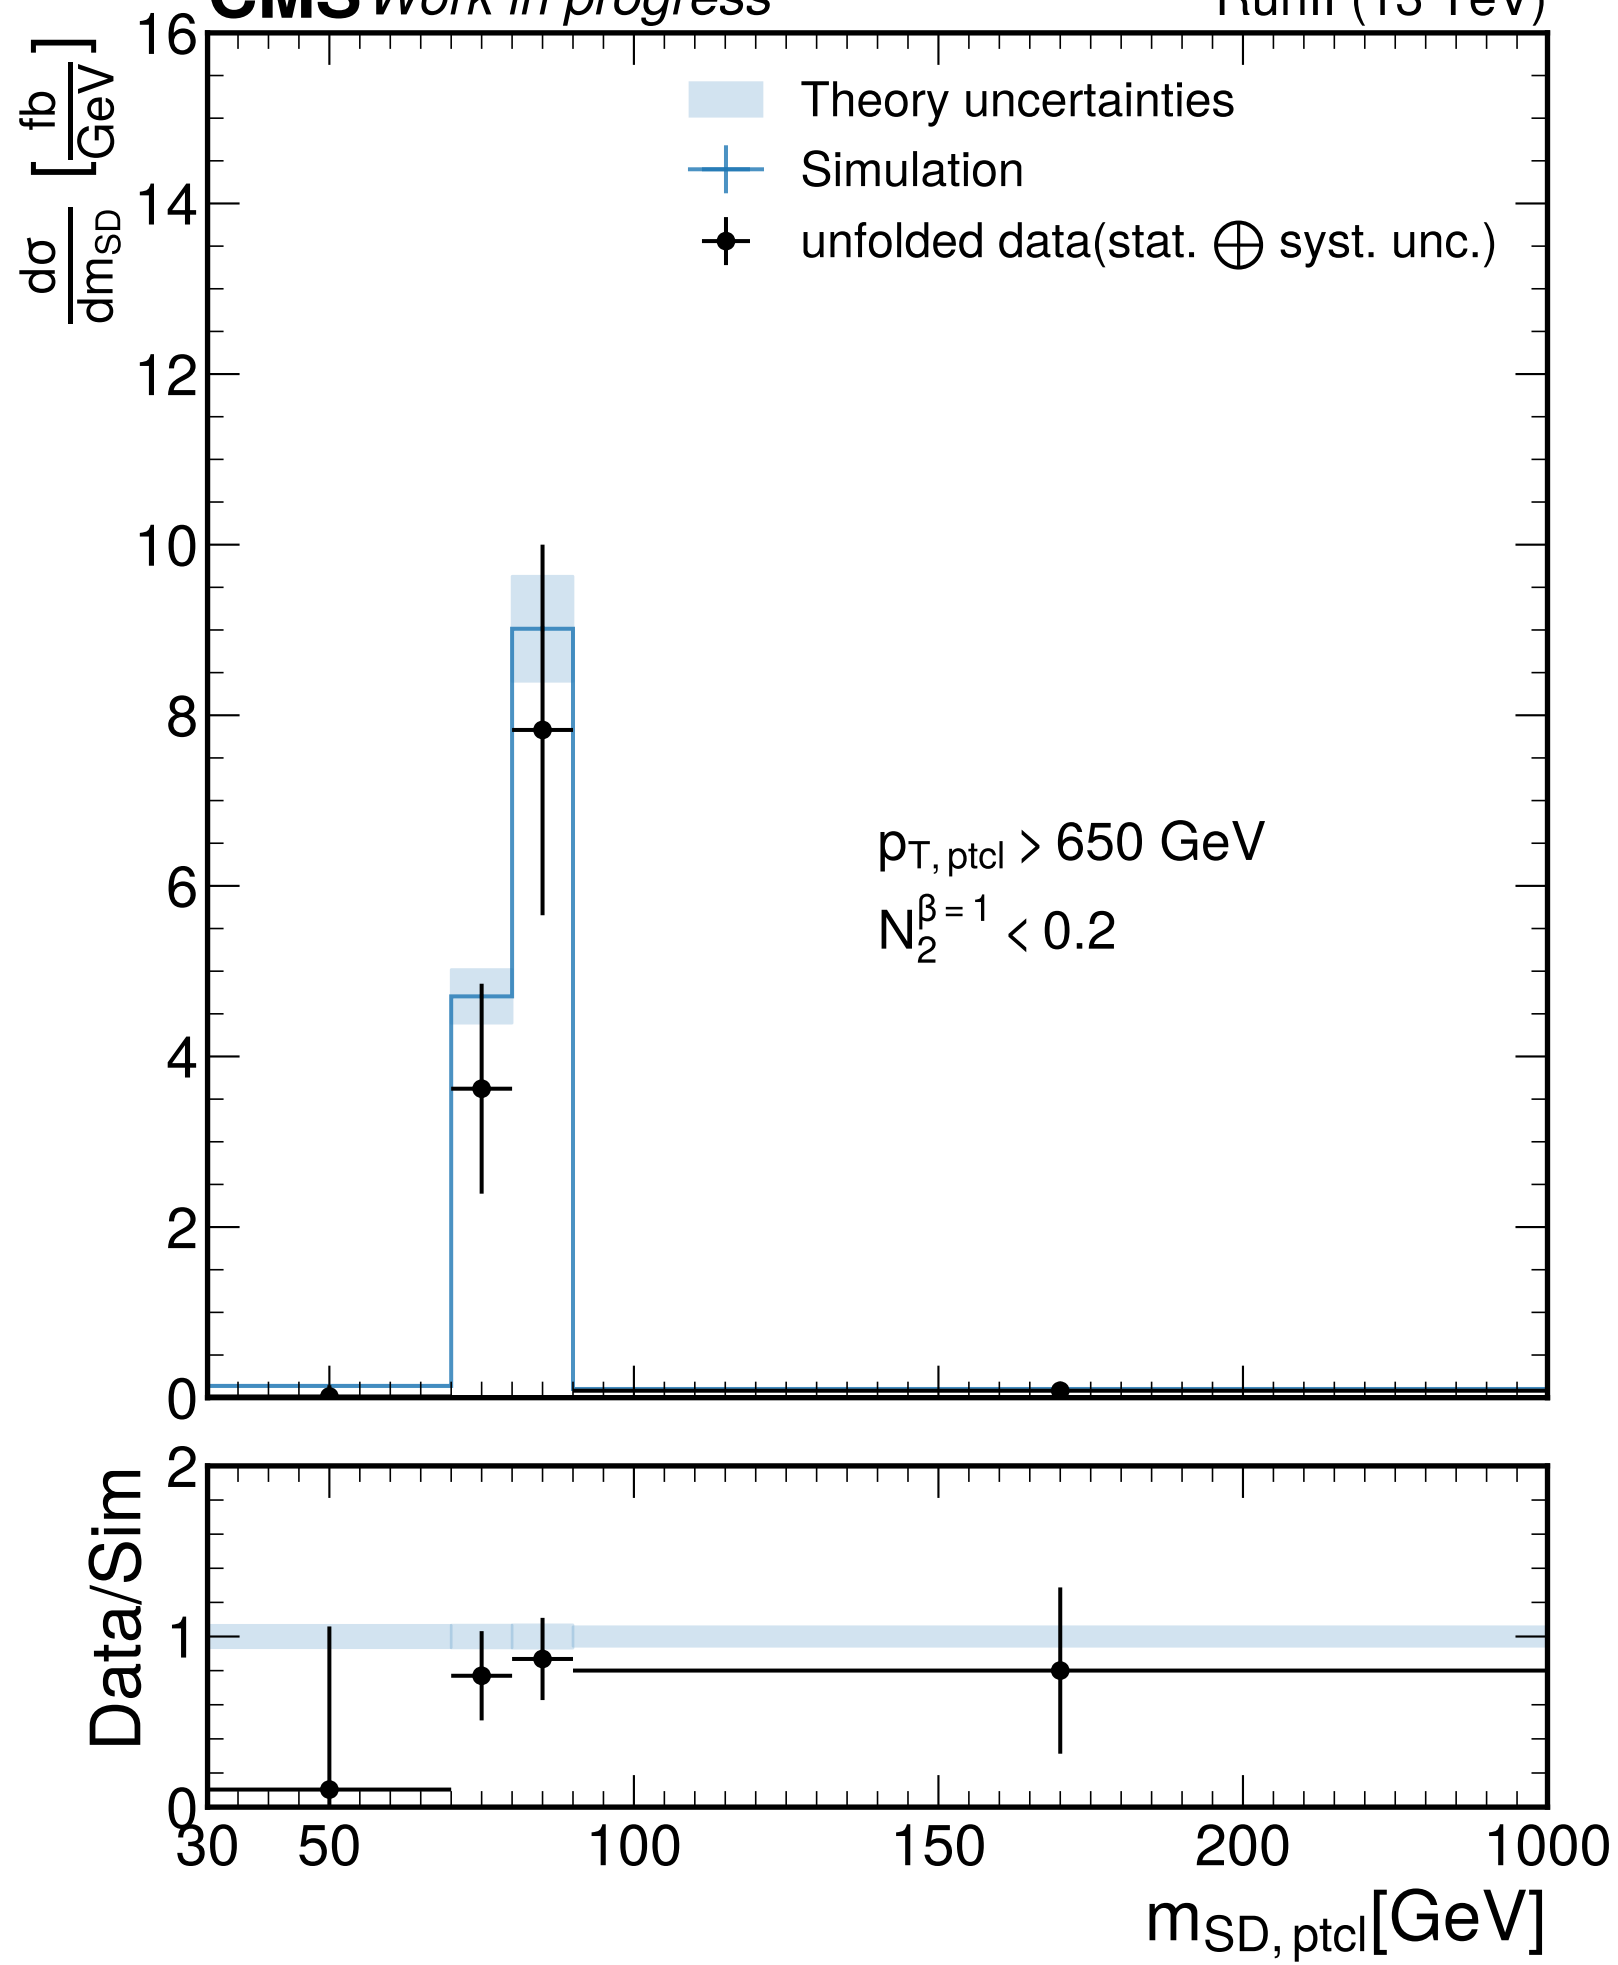 CMS Work in progress
RunII (13 TeV)
dσ/dm_SD [fb/GeV]
16
14
12
10
8
6
4
2
0
Theory uncertainties
Simulation
unfolded data(stat. ⨁ syst. unc.)
p_T, ptcl > 650 GeV
N_2^β = 1 < 0.2
Data/Sim
2
1
0
30 50 100 150 200 1000
m_SD, ptcl[GeV]